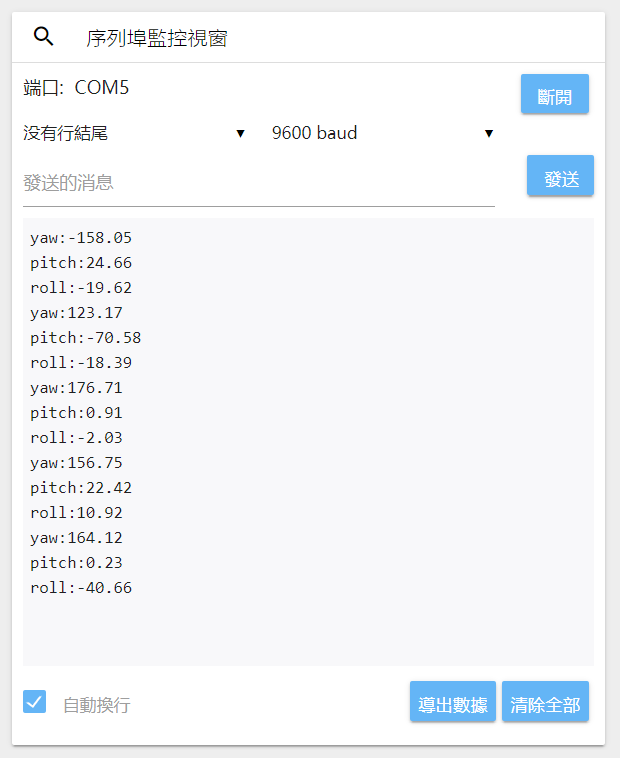 序列埠監控視窗
端口: COM5
斷開
没有行結尾 ▼ 9600 baud ▼
發送的消息
發送
yaw:-158.05
pitch:24.66
roll:-19.62
yaw:123.17
pitch:-70.58
roll:-18.39
yaw:176.71
pitch:0.91
roll:-2.03
yaw:156.75
pitch:22.42
roll:10.92
yaw:164.12
pitch:0.23
roll:-40.66
自動換行
導出數據 清除全部